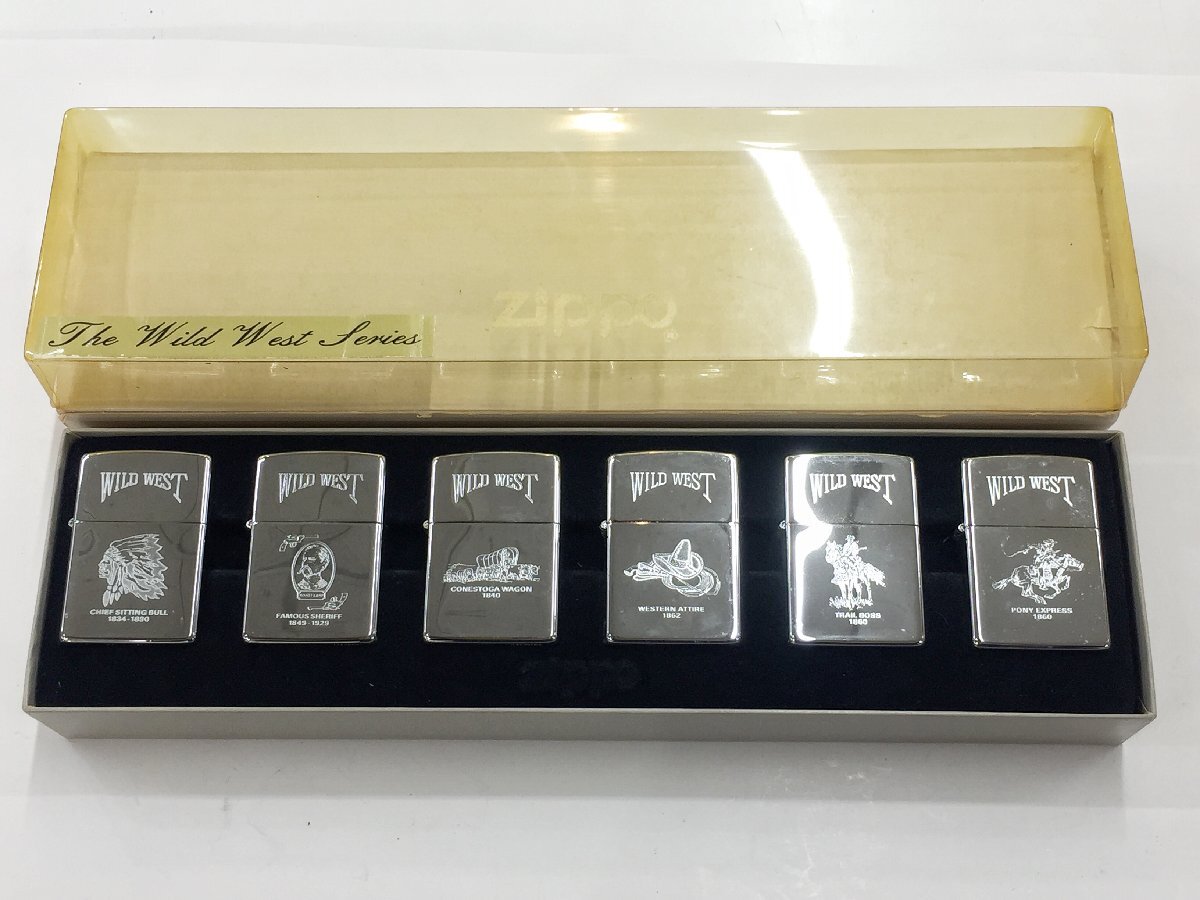 zippo
The Wild West Series
WILD WEST
CHIEF SITTING BULL
1834 - 1890
WILD WEST
FAMOUS SHERIFF
1849 - 1929
WILD WEST
CONESTOGA WAGON
1840
WILD WEST
WESTERN ATTIRE
1862
WILD WEST
TRAIL BOSS
WILD WEST
PONY EXPRESS
1860